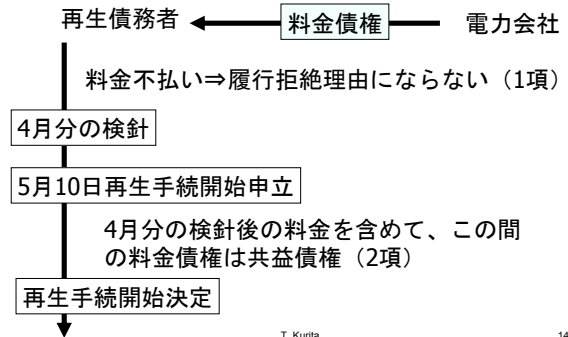 再生債務者
料金債権
電力会社
料金不払い⇒履行拒絶理由にならない（1項）
4月分の検針
5月10日再生手続開始申立
4月分の検針後の料金を含めて、この間
の料金債権は共益債権（2項）
再生手続開始決定
T. Kurita
14